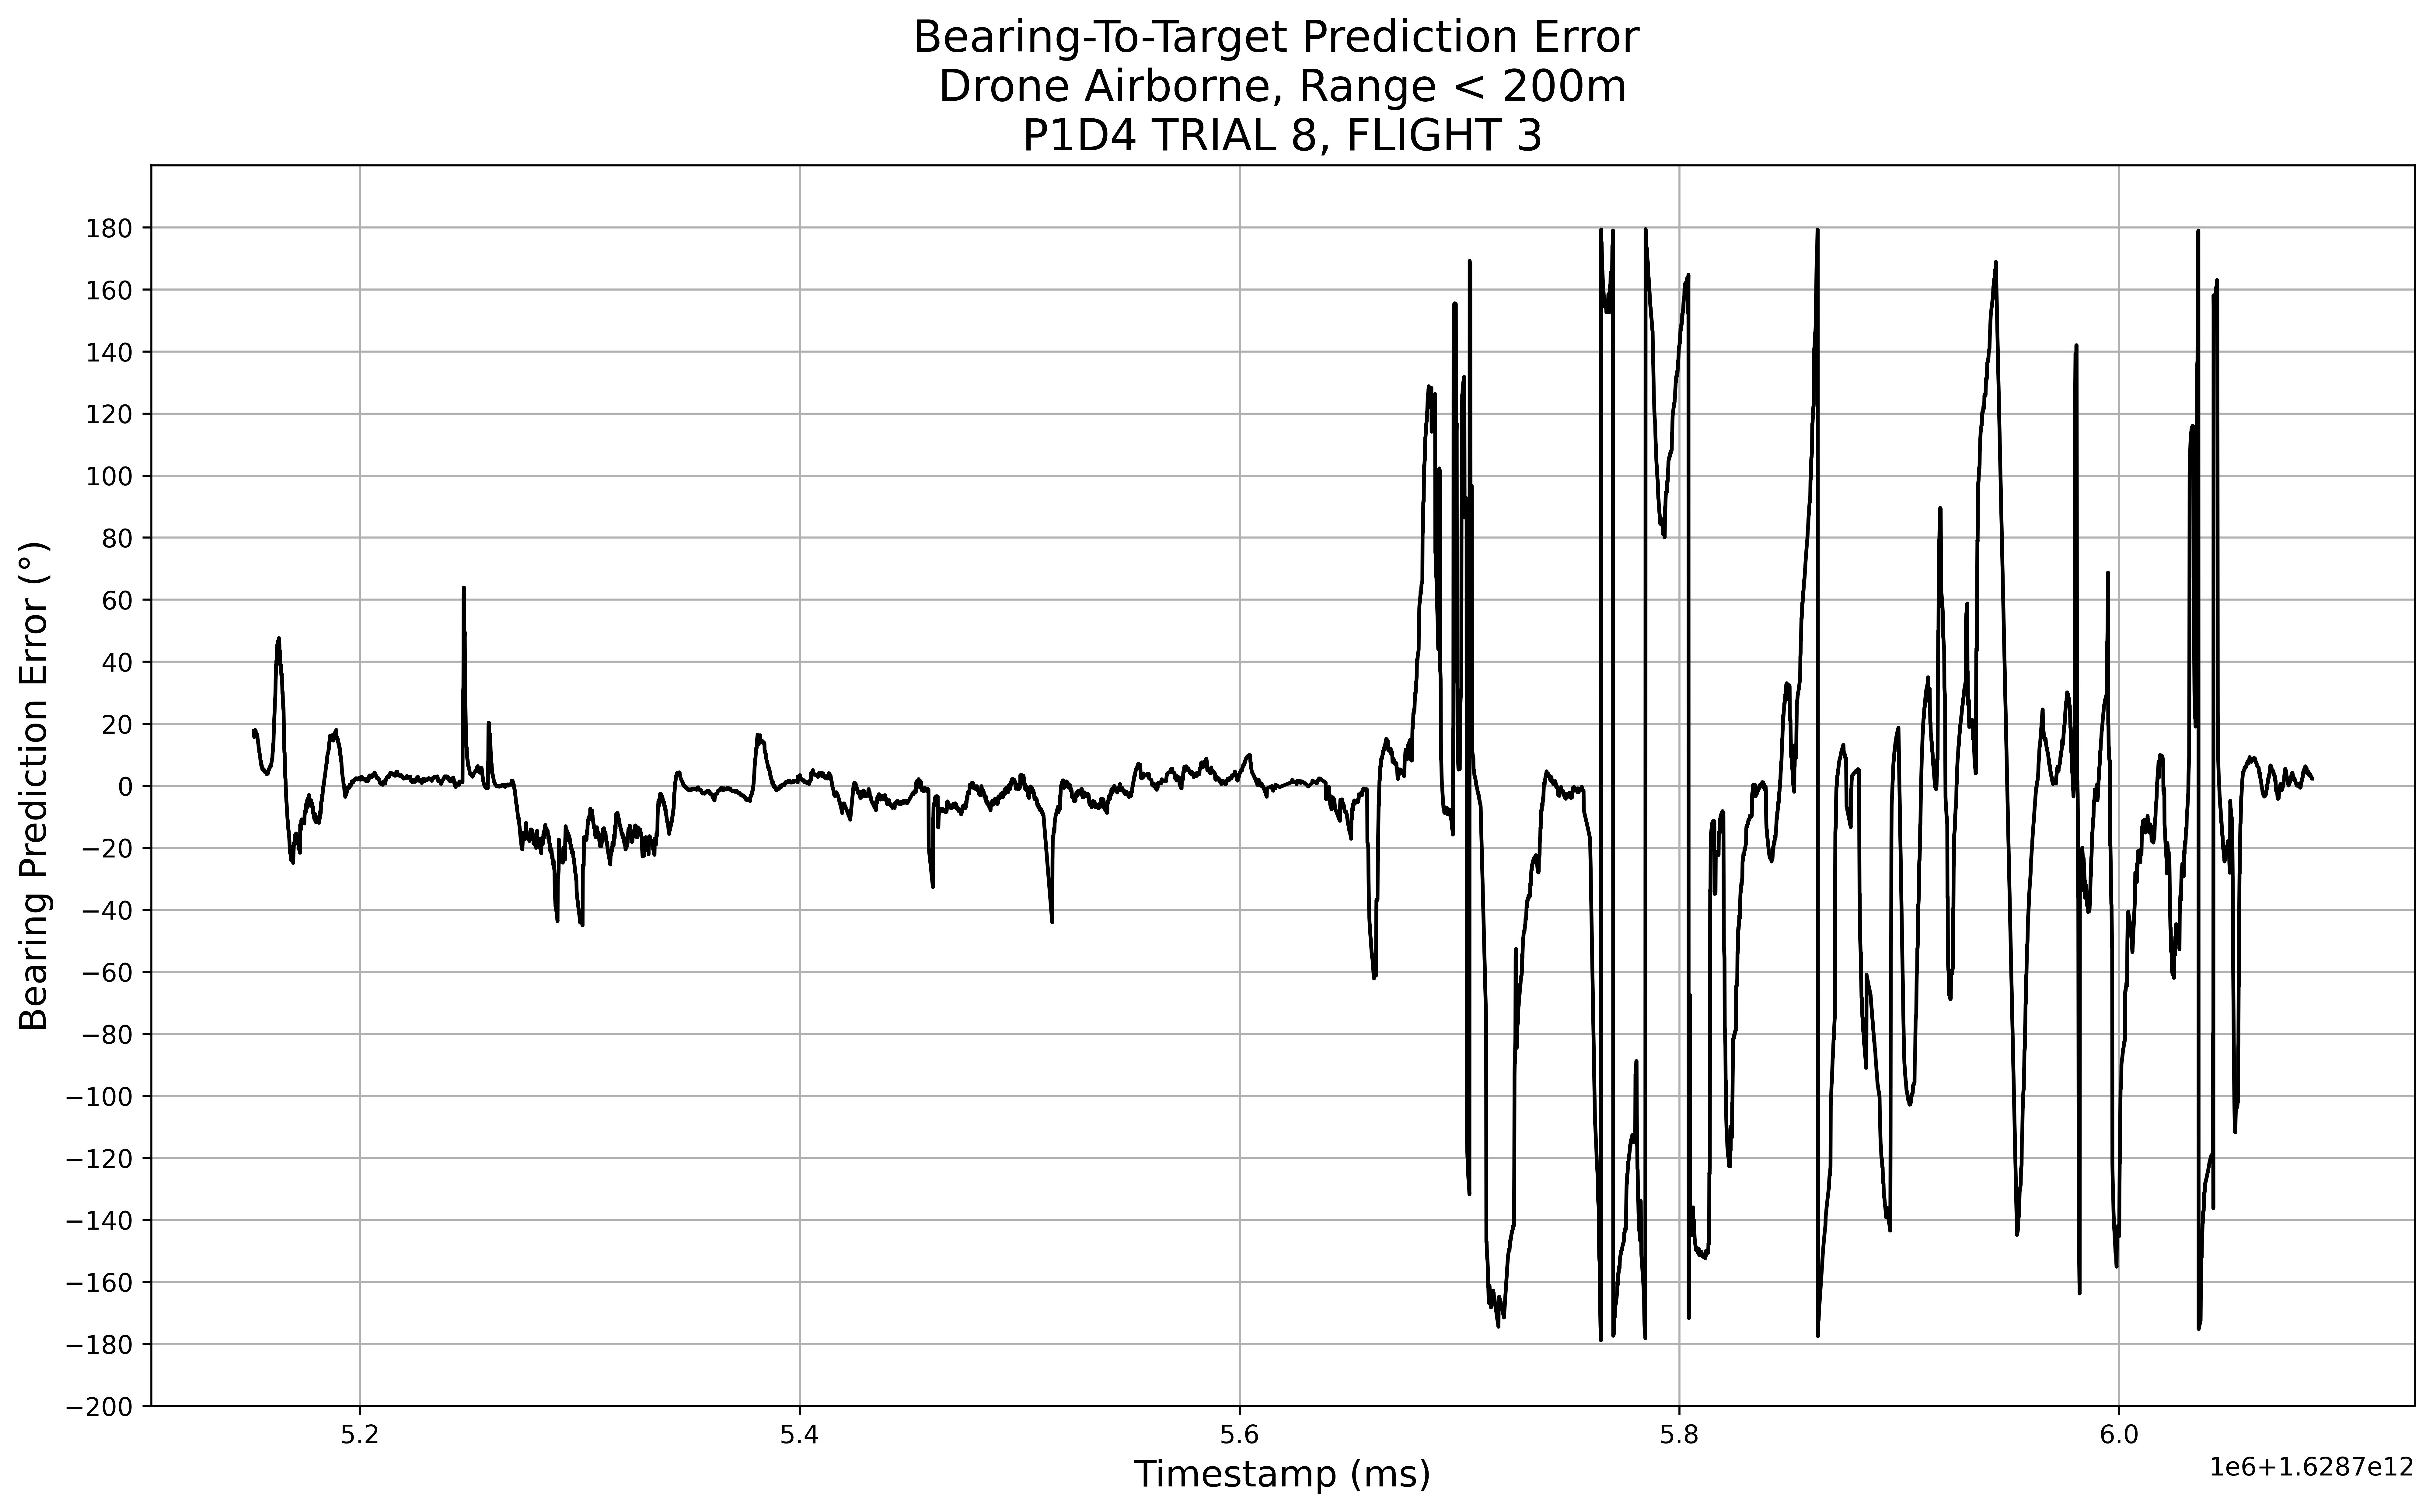 Bearing-To-Target Prediction Error
Drone Airborne, Range < 200m
P1D4 TRIAL 8, FLIGHT 3
Bearing Prediction Error (°)
180
160
140
120
100
80
60
40
20
0
−20
−40
−60
−80
−100
−120
−140
−160
−180
−200
5.2 5.4 5.6 5.8 6.0
Timestamp (ms)
1e6+1.6287e12